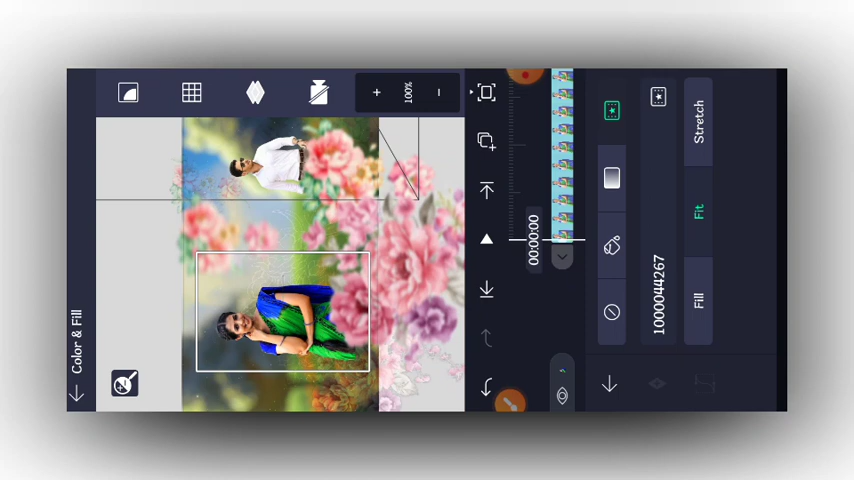 Color & Fill
100%
00:00:00
1000044267
Fill
Fit
Stretch